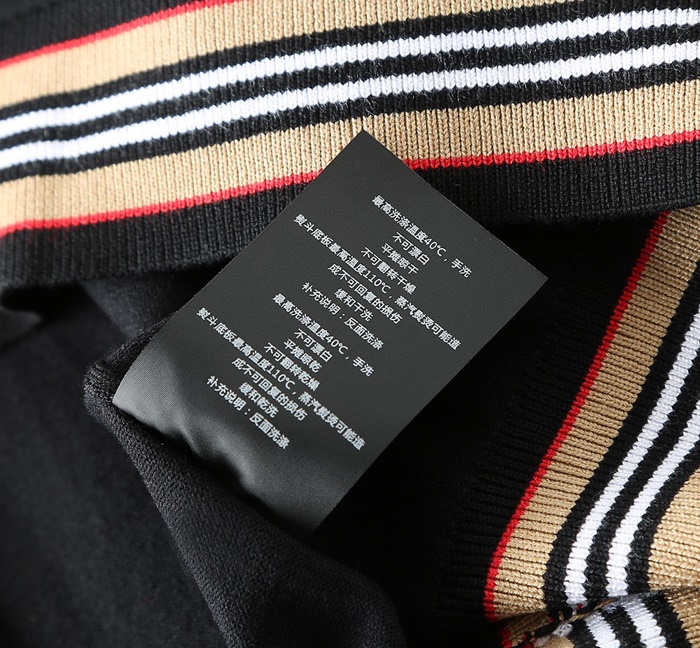 最高洗涤温度40℃，手洗
不可漂白
平摊晾干
不可翻转干燥
熨斗底板最高温度110℃，蒸汽熨烫可能造
成不可回复的损伤
缓和干洗
补充说明：反面洗涤
最高洗涤温度40℃，手洗
不可漂白
平摊晾乾
不可翻转乾燥
熨斗底板最高温度110℃，蒸汽熨烫可能造
成不可回复的损伤
缓和乾洗
补充说明：反面洗涤